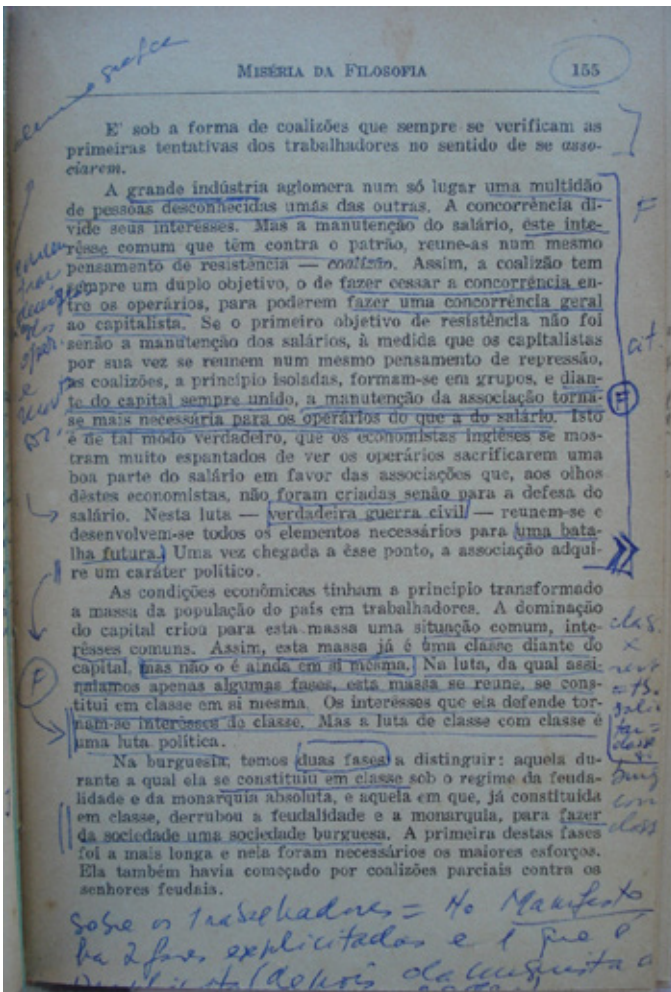 MISÉRIA DA FILOSOFIA 155
E' sob a forma de coalizões que sempre se verificam as
primeiras tentativas dos trabalhadores no sentido de se asso-
ciarem.
A grande indústria aglomera num só lugar uma multidão
de pessoas desconhecidas umas das outras. A concorrência di-
vide seus interêsses. Mas a manutenção do salário, êste inte-
rêsse comum que têm contra o patrão, reune-as num mesmo
pensamento de resistência — coalizão. Assim, a coalizão tem
sempre um duplo objetivo, o de fazer cessar a concorrência en-
tre os operários, para poderem fazer uma concorrência geral
ao capitalista. Se o primeiro objetivo de resistência não foi
senão a manutenção dos salários, à medida que os capitalistas
por sua vez se reunem num mesmo pensamento de repressão,
as coalizões, a princípio isoladas, formam-se em grupos, e dian-
te do capital sempre unido, a manutenção da associação torna-
se mais necessária para os operários do que a do salário. Isto
é de tal modo verdadeiro, que os economistas inglêses se mos-
tram muito espantados de ver os operários sacrificarem uma
boa parte do salário em favor das associações que, aos olhos
dêstes economistas, não foram criadas senão para a defesa do
salário. Nesta luta — verdadeira guerra civil — reunem-se e
desenvolvem-se todos os elementos necessários para uma bata-
lha futura. Uma vez chegada a êsse ponto, a associação adqui-
re um caráter político.
As condições econômicas tinham a princípio transformado
a massa da população do país em trabalhadores. A dominação
do capital criou para esta massa uma situação comum, inte-
rêsses comuns. Assim, esta massa já é uma classe diante do
capital, mas não o é ainda em si mesma. Na luta, da qual assi-
nalamos apenas algumas fases, esta massa se reune, se cons-
titui em classe em si mesma. Os interêsses que ela defende tor-
nam-se interêsses de classe. Mas a luta de classe com classe é
uma luta política.
Na burguesia, temos duas fases a distinguir: aquela du-
rante a qual ela se constituiu em classe sob o regime da feuda-
lidade e da monarquia absoluta, e aquela em que, já constituída
em classe, derrubou a feudalidade e a monarquia, para fazer
da sociedade uma sociedade burguesa. A primeira destas fases
foi a mais longa e nela foram necessários os maiores esforços.
Ela também havia começado por coalizões parciais contra os
senhores feudais.
F
cit.
F
F
clas.
x
sobre os trabalhadores = No Manifesto
há 2 fases explicitadas e 1 que é
(depois da conquista